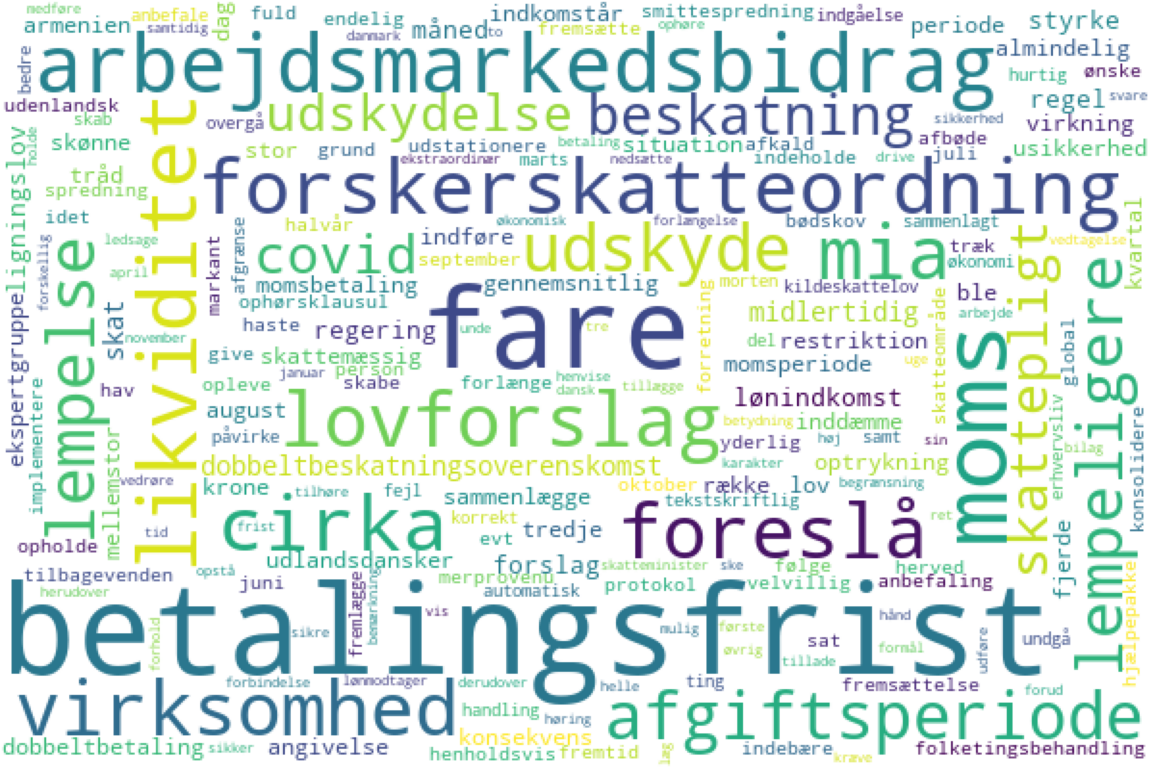 medføre anbefale fuld endelig indkomstår smittespredning indgåelse periode styrke
armenien samtidig dag danmark måned to fremsætte ophøre almindelig
bedre arbejdsmarkedsbidrag hurtig ønske
udenlandsk overgå udskydelse beskatning sikkerhed regel svare
skab afbøde virkning
holde skønne stor grund udstationere betaling situation afkald usikkerhed
ligningslov tråd ekstraordinær marts nedsætte indeholde drive juli
spredning forskerskatteordning
idet halvår økonomisk forlængelse bødskov sammenlagt kvartal
forskellig ledsage markant afgrænse covid indføre udskyde mia træk vedtagelse
april september økonomi
lempelse likviditet momsbetaling gennemsnitlig morten kildeskattelov ble
ophørsklausul fare forretning midlertidig skatteområde arbejde global
skat haste regering unde tre del restriktion
november give skattemæssig momsperiode uge
ekspertgruppe hav januar person henvise
opleve skabe forlænge dansk tillægge lønindkomst moms skattepligt lempeligere
implementere august lovforslag betydning inddæmme erhvervsliv konsolidere
påvirke yderlig høj samt sin bilag
mellemstor vedrøre dobbeltbeskatningsoverenskomst karakter optrykning
krone tilhøre fejl sammenlægge oktober række lov begrænsning
tekstskriftlig
tid cirka frist korrekt tredje foreslå ret
opholde evt
udlandsdansker forslag skatteminister ske følge herved fjerde
tilbagevenden opstå juni merprovenu protokol velvillig anbefaling
herudover automatisk hjælpepakke
betalingsfrist fremlægge bemærkning vis hånd
forhold sikre mulig første sat formål udføre undgå
øvrig tillade
virksomhed forbindelse lønmodtager derudover helle ting fremsættelse forud
handling høring afgiftsperiode
konsekvens
dobbeltbetaling sikker angivelse henholdsvis fremtid læg indebære kræve folketingsbehandling